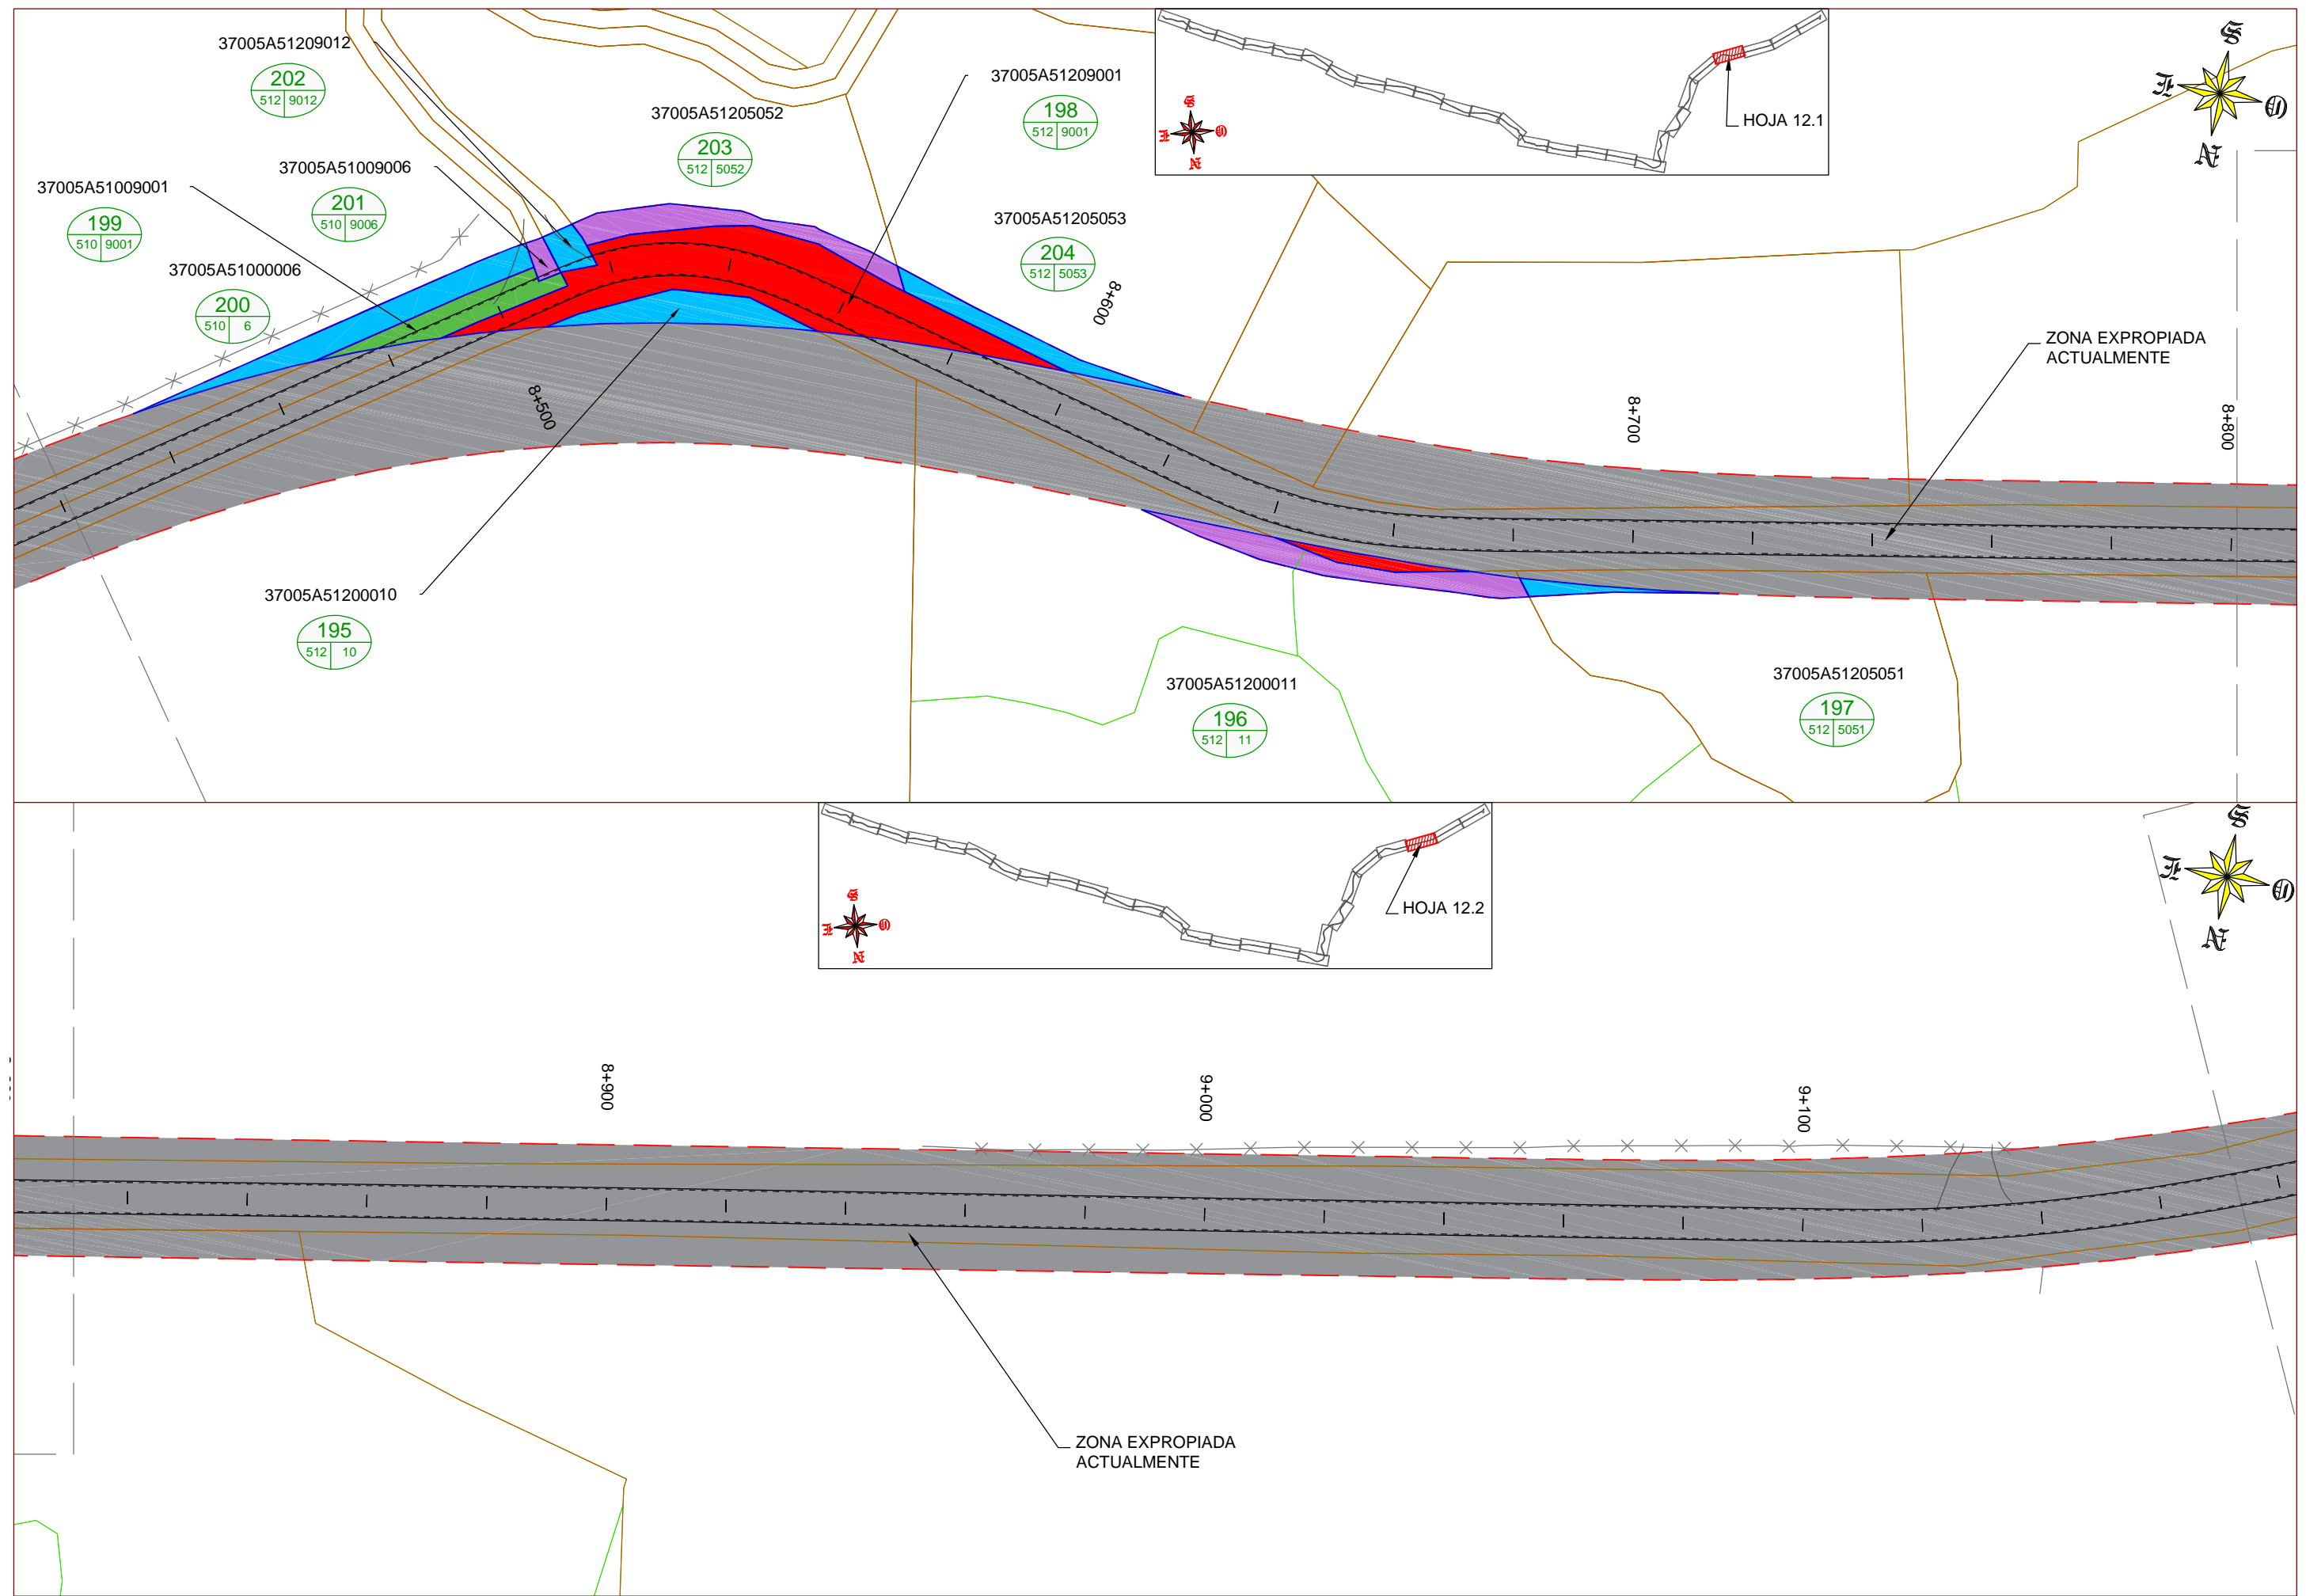 37005A51209012
202
512 9012
37005A51205052
203
512 5052
37005A51209001
198
512 9001
HOJA 12.1
S
E
O
N
S
E
O
N
37005A51009001
199
510 9001
37005A51009006
201
510 9006
37005A51000006
200
510 6
37005A51205053
204
512 5053
8+500
8+600
8+700
8+800
ZONA EXPROPIADA
ACTUALMENTE
37005A51200010
195
512 10
37005A51200011
196
512 11
37005A51205051
197
512 5051
HOJA 12.2
S
E
O
N
S
E
O
N
8+900
9+000
9+100
ZONA EXPROPIADA
ACTUALMENTE